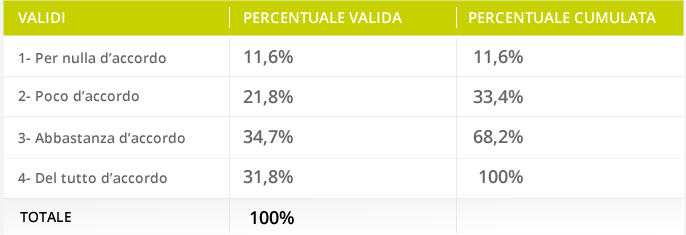 VALIDI PERCENTUALE VALIDA PERCENTUALE CUMULATA
1- Per nulla d’accordo 11,6% 11,6%
2- Poco d’accordo 21,8% 33,4%
3- Abbastanza d’accordo 34,7% 68,2%
4- Del tutto d’accordo 31,8% 100%
TOTALE 100%